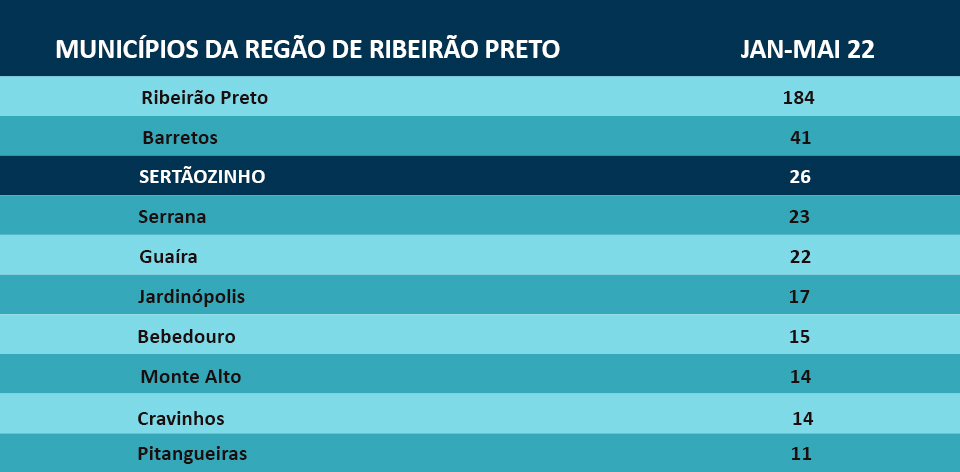 MUNICÍPIOS DA REGÃO DE RIBEIRÃO PRETO JAN-MAI 22
Ribeirão Preto 184
Barretos 41
SERTÃOZINHO 26
Serrana 23
Guaíra 22
Jardinópolis 17
Bebedouro 15
Monte Alto 14
Cravinhos 14
Pitangueiras 11